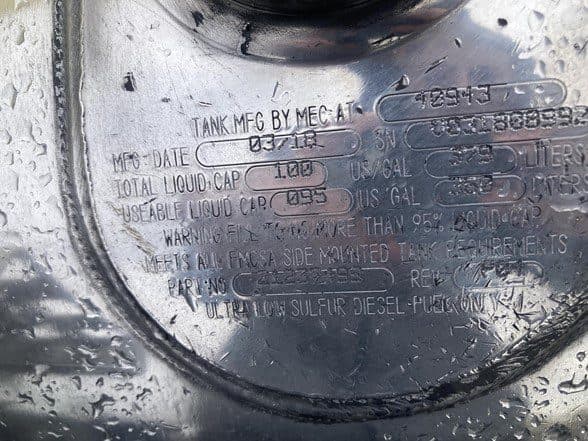 TANK MFG BY MEC AT 40943
MFG DATE 03/18 SN
TOTAL LIQUID CAP 100 US/GAL 379 LITERS
USEABLE LIQUID CAP 095 US GAL LITERS
WARNING FILL TO NO MORE THAN 95% LIQUID CAP
MEETS ALL FMCSA SIDE MOUNTED TANK REQUIREMENTS
PART NO REV
ULTRA LOW SULFUR DIESEL FUEL ONLY